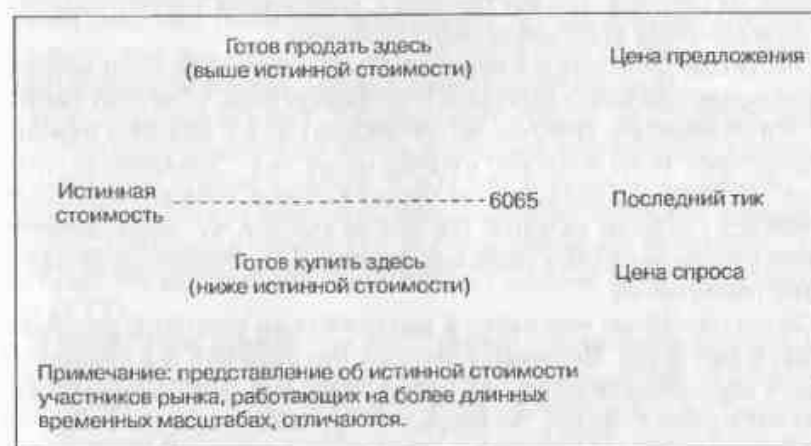 Готов продать здесь
(выше истинной стоимости)
Цена предложения
Истинная
стоимость
6065
Последний тик
Готов купить здесь
(ниже истинной стоимости)
Цена спроса
Примечание: представление об истинной стоимости
участников рынка, работающих на более длинных
временных масштабах, отличаются.